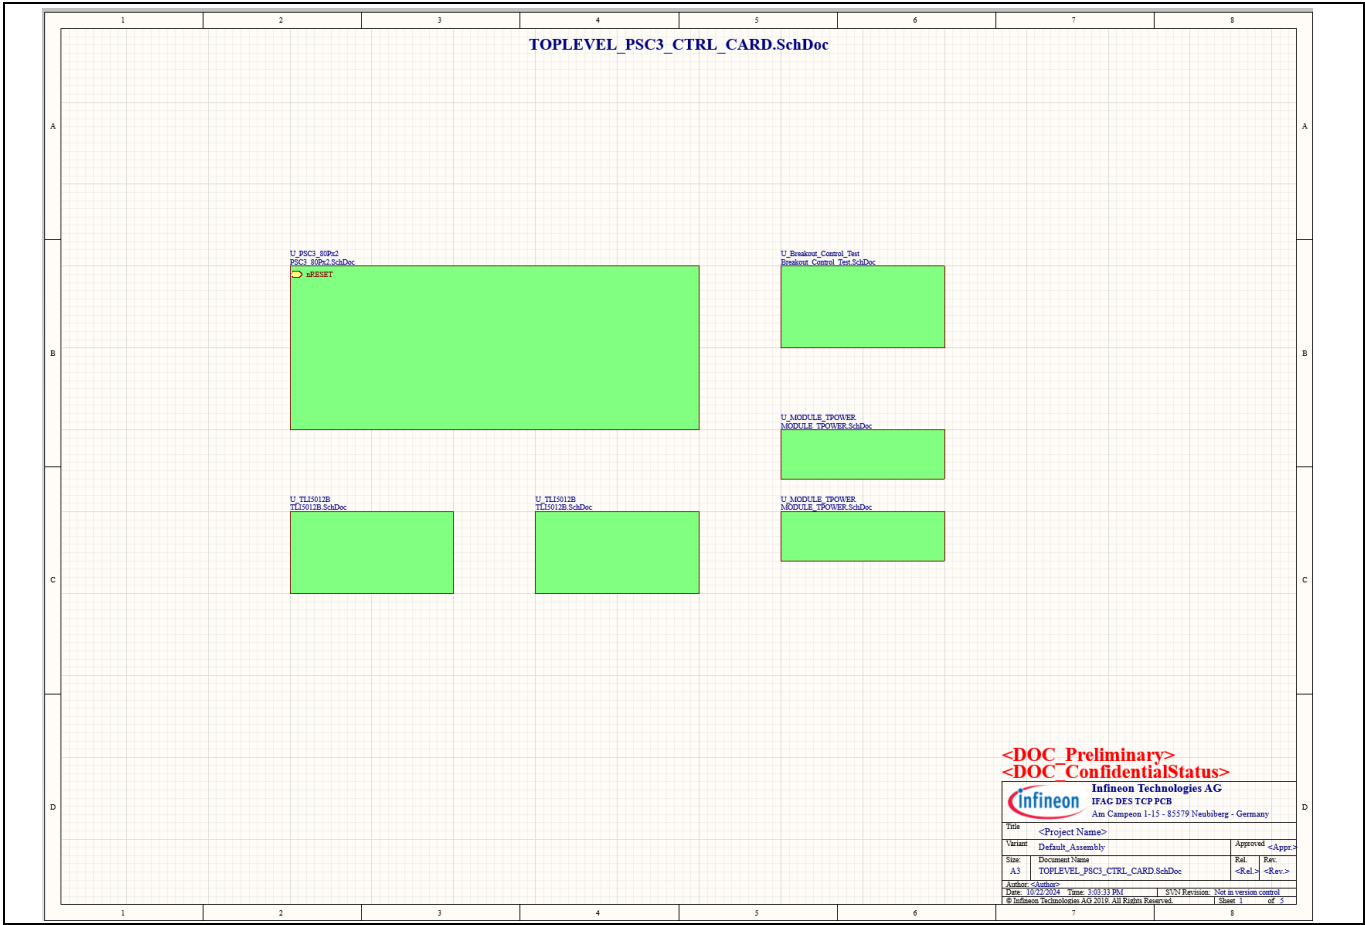 1 2 3 4 5 6 7 8
TOPLEVEL_PSC3_CTRL_CARD.SchDoc
A A
U_PSC3_80Px2
PSC3_80Px2.SchDoc
nRESET
U_Breakout_Control_Test
Breakout_Control_Test.SchDoc
B B
U_MODULE_TPOWER
MODULE_TPOWER.SchDoc
U_TLI5012B
TLI5012B.SchDoc
U_TLI5012B
TLI5012B.SchDoc
U_MODULE_TPOWER
MODULE_TPOWER.SchDoc
C C
<DOC_Preliminary>
<DOC_ConfidentialStatus>
infineon
Infineon Technologies AG
IFAG DES TCP PCB
Am Campeon 1-15 - 85579 Neubiberg - Germany
D D
Title <Project Name>
Variant Default_Assembly Approved <Appr.>
Size: Document Name Rel. Rev.
A3 TOPLEVEL_PSC3_CTRL_CARD.SchDoc <Rel.> <Rev.>
Author: <Author>
Date: 10/22/2024 Time: 3:03:33 PM SVN Revision: Not in version control
© Infineon Technologies AG 2019. All Rights Reserved. Sheet 1 of 5
1 2 3 4 5 6 7 8